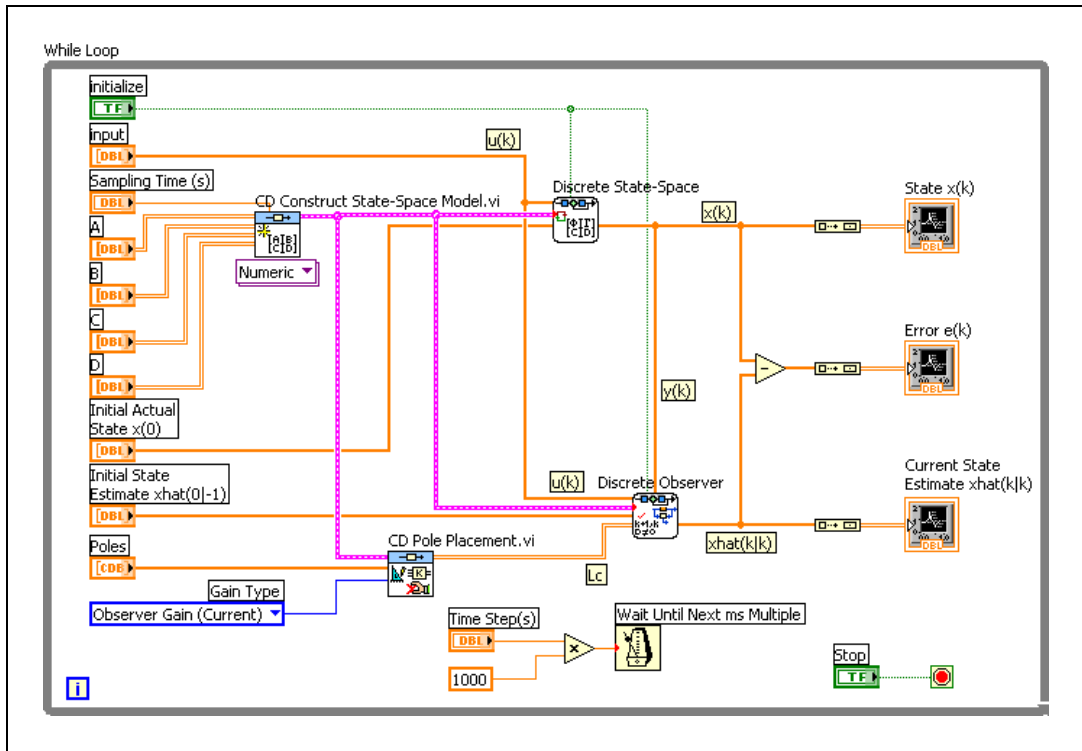 While Loop
initialize
TF
input
[DBL]
u(k)
Sampling Time (s)
DBL
CD Construct State-Space Model.vi
Discrete State-Space
State x(k)
x(k)
A
[DBL]
B
[DBL]
Numeric
C
[DBL]
D
[DBL]
Error e(k)
y(k)
DBL
DBL
Initial Actual
State x(0)
[DBL]
Initial State
Estimate xhat(0|-1)
[DBL]
u(k)
Discrete Observer
k+1,k
D≠0
Current State
Estimate xhat(k|k)
DBL
xhat(k|k)
Poles
[CDB]
CD Pole Placement.vi
K
Lc
Gain Type
Observer Gain (Current)
Time Step(s)
DBL
1000
Wait Until Next ms Multiple
Stop
TF
i